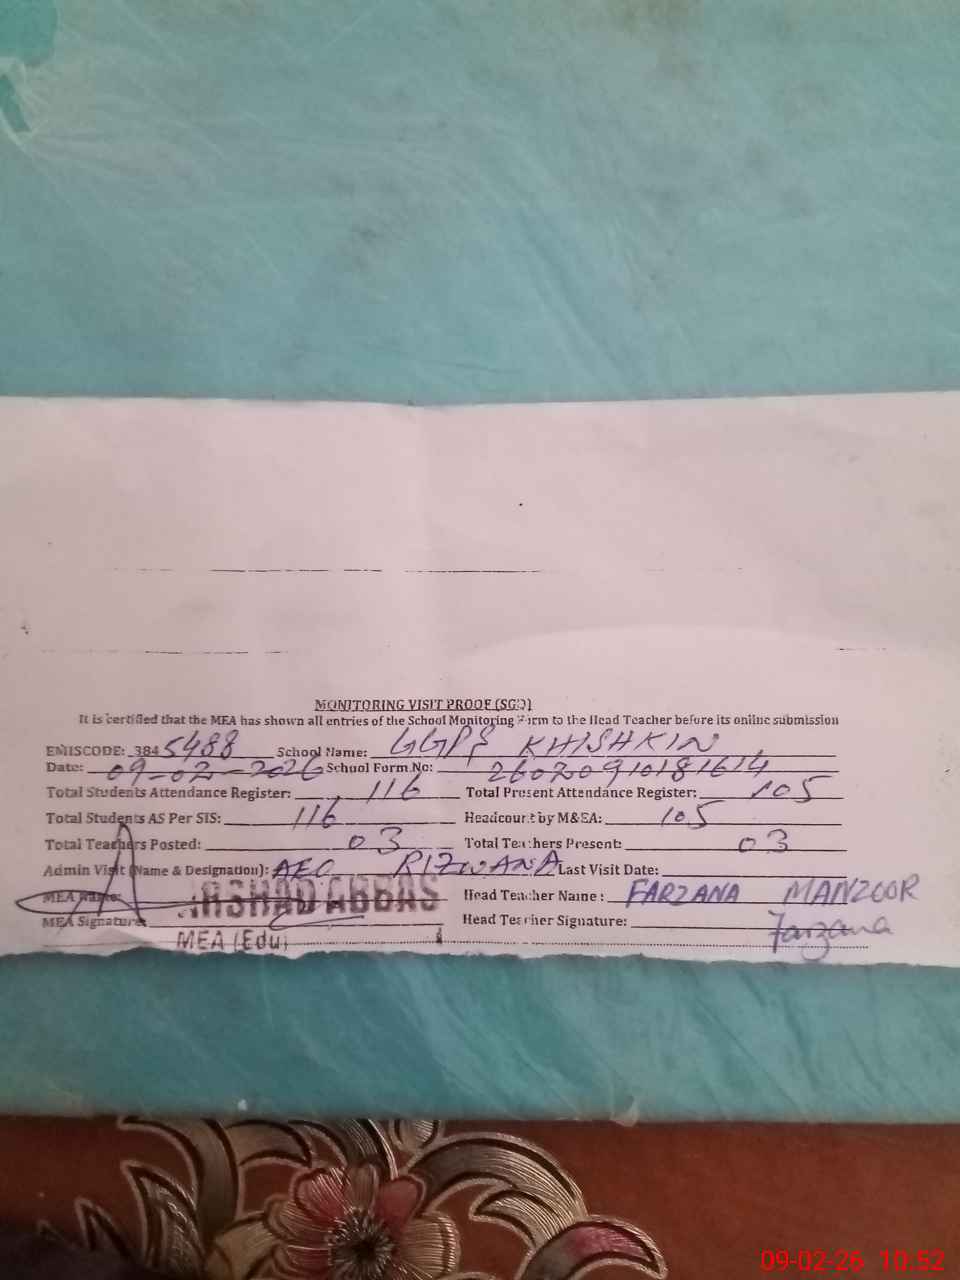 MONITORING VISIT PROOF (SGD)
It is certified that the MEA has shown all entries of the School Monitoring Firm to the Head Teacher before its online submission
EMISCODE: 384 5488 School Name: GGPS KHISHKIN
Date: 09-02-2026 School Form No: 26020910181614
Total Students Attendance Register: 116 Total Present Attendance Register: 105
Total Students AS Per SIS: 116 Headcount by M&EA: 105
Total Teachers Posted: 03 Total Teachers Present: 03
Admin Visit (Name & Designation): AEO RIZWANA Last Visit Date:
MEA Name: ARSHAD ABBAS Head Teacher Name: FARZANA MANZOOR
MEA Signature: Head Teacher Signature: Farzana
MEA (Edu)
09-02-26 10:52